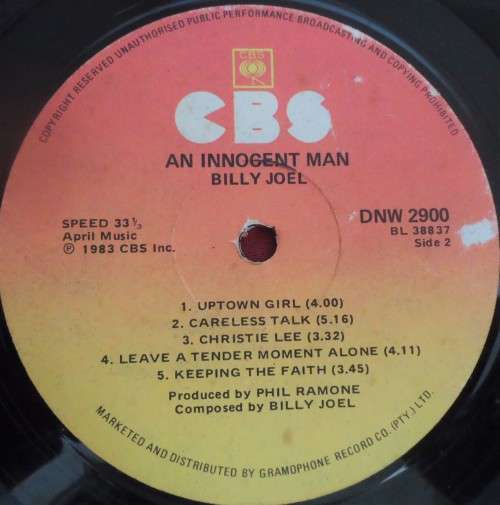 COPYRIGHT RESERVED UNAUTHORISED PUBLIC PERFORMANCE BROADCASTING AND COPYING PROHIBITED
CBS
CBS
AN INNOCENT MAN
BILLY JOEL
SPEED 33⅓
April Music
Ⓟ 1983 CBS Inc.
DNW 2900
BL 38837
Side 2
1. UPTOWN GIRL (4.00)
2. CARELESS TALK (5.16)
3. CHRISTIE LEE (3.32)
4. LEAVE A TENDER MOMENT ALONE (4.11)
5. KEEPING THE FAITH (3.45)
Produced by PHIL RAMONE
Composed by BILLY JOEL
MARKETED AND DISTRIBUTED BY GRAMOPHONE RECORD CO. (PTY.) LTD.